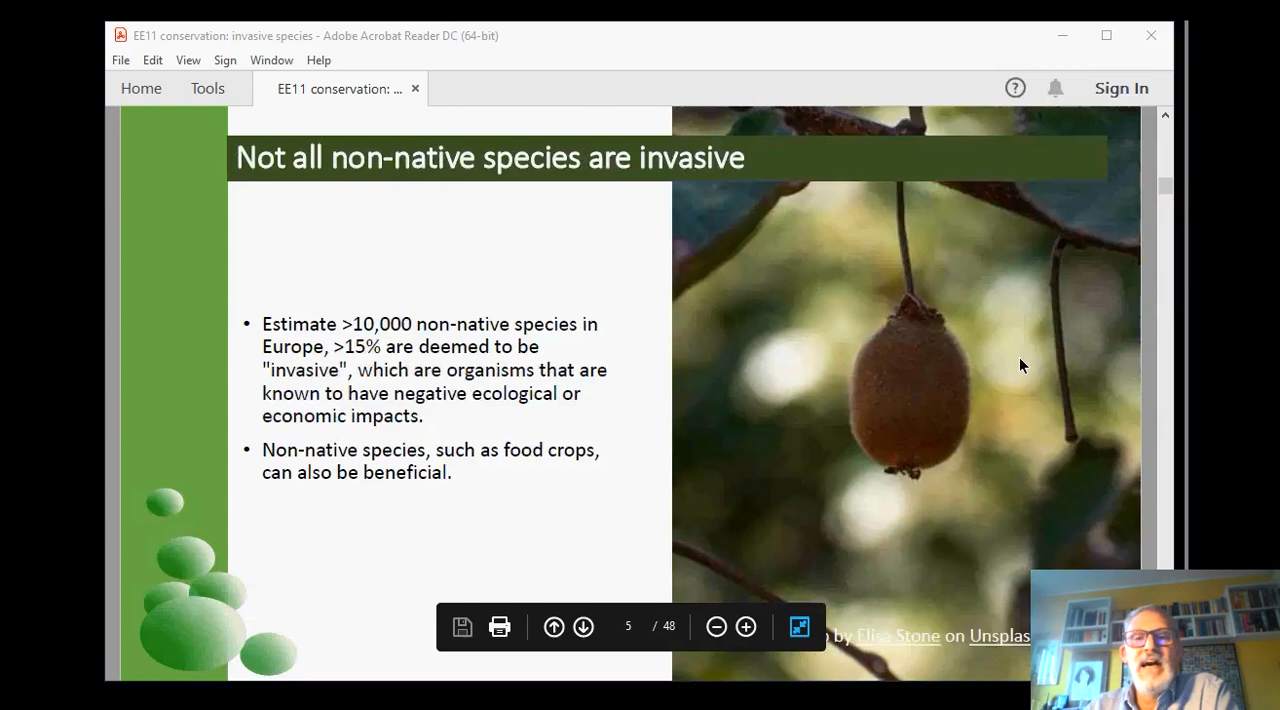 EE11 conservation: invasive species - Adobe Acrobat Reader DC (64-bit)
File Edit View Sign Window Help
Home Tools EE11 conservation: ... × Sign In
Not all non-native species are invasive
• Estimate >10,000 non-native species in
Europe, >15% are deemed to be
"invasive", which are organisms that are
known to have negative ecological or
economic impacts.
• Non-native species, such as food crops,
can also be beneficial.
5 / 48
by Elisa Stone on Unsplas